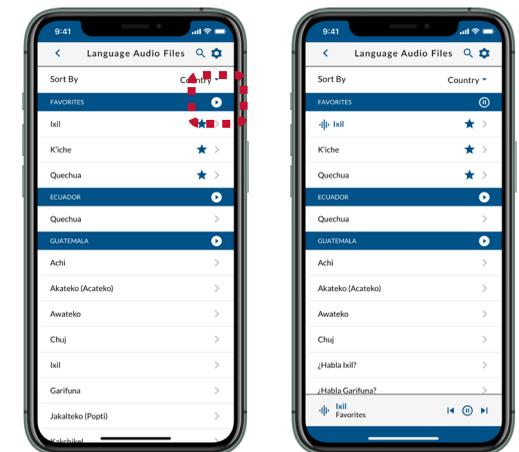 9:41
Language Audio Files
Sort By
Country
FAVORITES
Ixil
K'iche
Quechua
ECUADOR
Quechua
GUATEMALA
Achi
Akateko (Acateko)
Awateko
Chuj
Ixil
Garifuna
Jakalteko (Popti)
Kakchikel
9:41
Language Audio Files
Sort By
Country
FAVORITES
Ixil
K'iche
Quechua
ECUADOR
Quechua
GUATEMALA
Achi
Akateko (Acateko)
Awateko
Chuj
¿Habla Ixil?
¿Habla Garifuna?
Ixil
Favorites